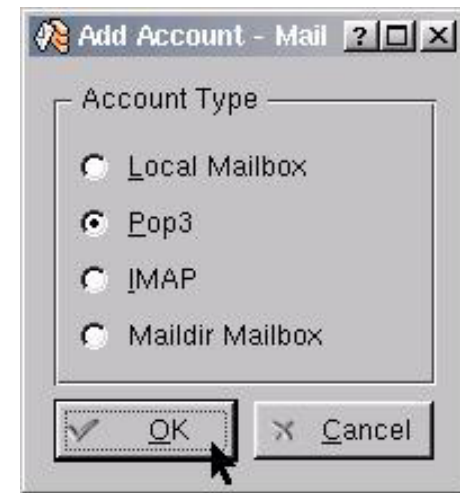 Add Account - Mail
Account Type
Local Mailbox
Pop3
IMAP
Maildir Mailbox
OK
Cancel